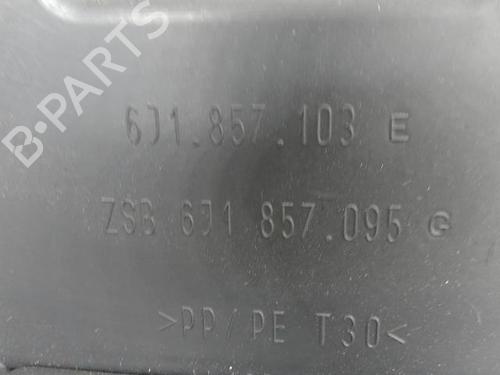 B-PARTS
6J1.857.103 E
ZSB 6J1 857.095 G
>PP/PE T30<